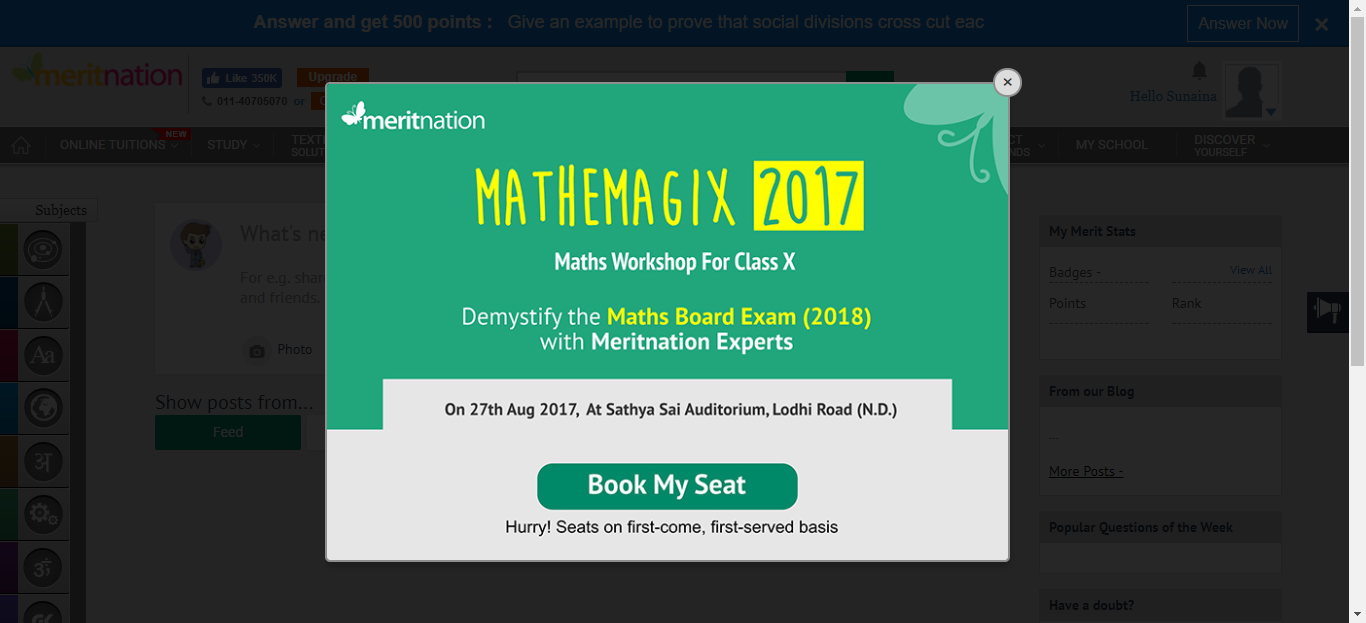 Answer and get 500 points : Give an example to prove that social divisions cross cut eac
Answer Now
meritnation
Like 350K
Upgrade
011-40705070 or
Hello Sunaina
ONLINE TUITIONS
NEW
STUDY
MY SCHOOL
DISCOVER
YOURSELF
Subjects
What's ne
For e.g. shar
and friends.
Photo
Show posts from...
Feed
Aa
अ
ॐ
meritnation
MATHEMAGIX 2017
Maths Workshop For Class X
Demystify the Maths Board Exam (2018)
with Meritnation Experts
On 27th Aug 2017, At Sathya Sai Auditorium, Lodhi Road (N.D.)
Book My Seat
Hurry! Seats on first-come, first-served basis
My Merit Stats
Badges -
View All
Points
Rank
From our Blog
...
More Posts -
Popular Questions of the Week
Have a doubt?